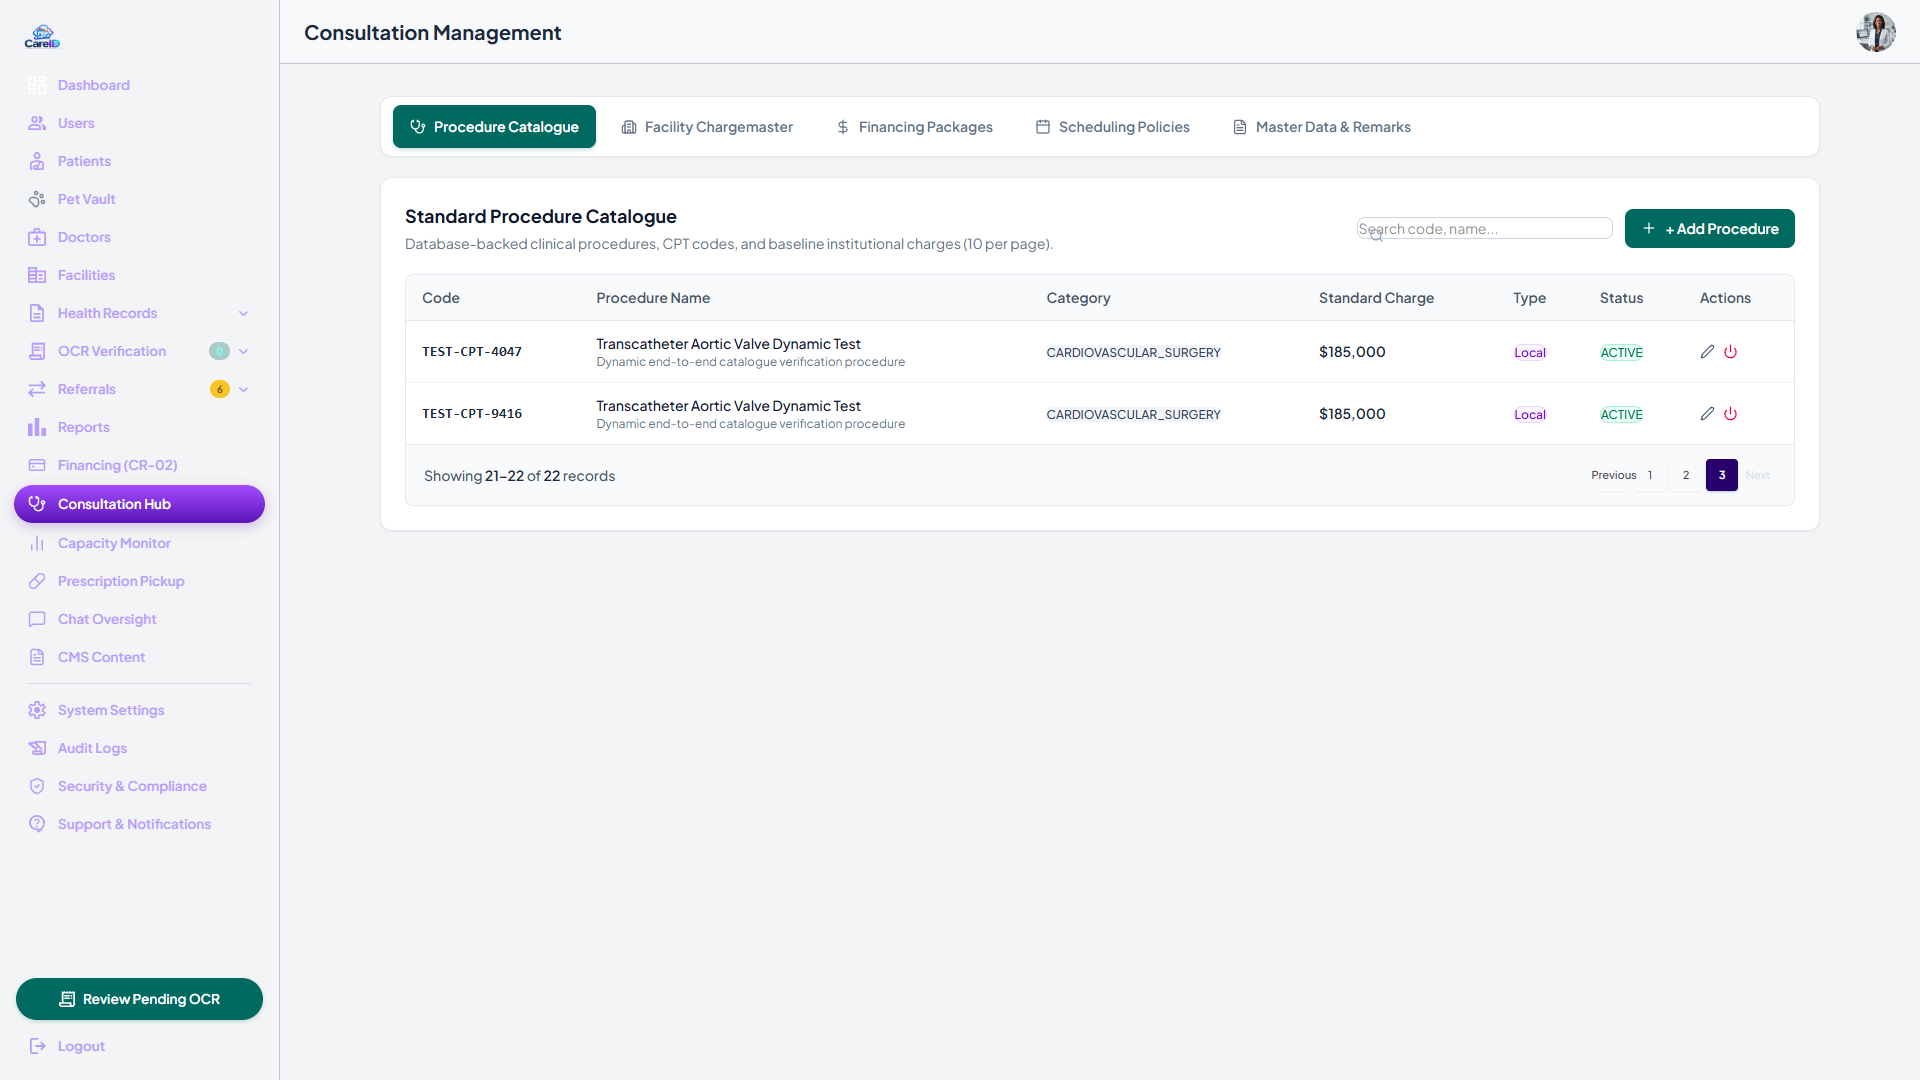 CareID
Consultation Management
Dashboard
Users
Patients
Pet Vault
Doctors
Facilities
Health Records
OCR Verification 0
Referrals 6
Reports
Financing (CR-02)
Consultation Hub
Capacity Monitor
Prescription Pickup
Chat Oversight
CMS Content
System Settings
Audit Logs
Security & Compliance
Support & Notifications
Review Pending OCR
Logout
Procedure Catalogue Facility Chargemaster Financing Packages Scheduling Policies Master Data & Remarks
Standard Procedure Catalogue
Database-backed clinical procedures, CPT codes, and baseline institutional charges (10 per page).
Search code, name...
+ + Add Procedure
Code Procedure Name Category Standard Charge Type Status Actions
TEST-CPT-4047 Transcatheter Aortic Valve Dynamic Test CARDIOVASCULAR_SURGERY $185,000 Local ACTIVE
Dynamic end-to-end catalogue verification procedure
TEST-CPT-9416 Transcatheter Aortic Valve Dynamic Test CARDIOVASCULAR_SURGERY $185,000 Local ACTIVE
Dynamic end-to-end catalogue verification procedure
Showing 21–22 of 22 records
Previous 1 2 3 Next